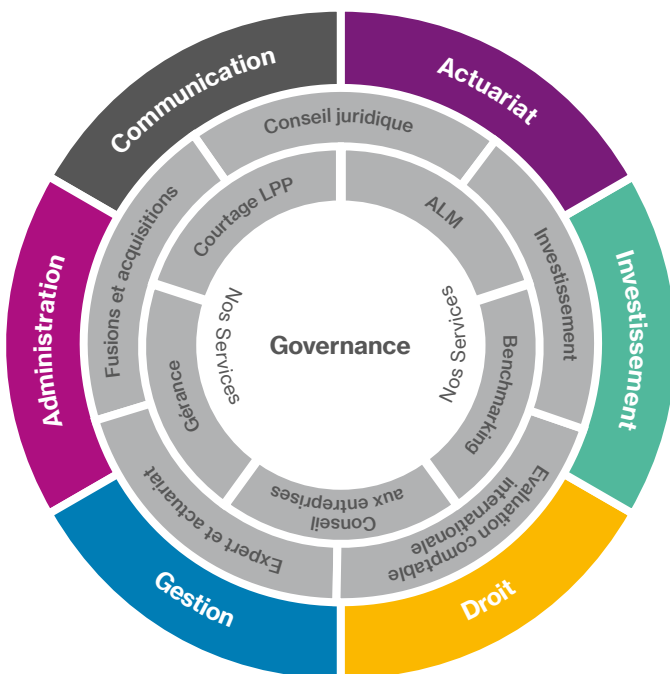 Communication
Actuariat
Investissement
Droit
Gestion
Administration
Conseil juridique
Investissement
Evaluation comptable
internationale
Expert et actuariat
Fusions et acquisitions
Courtage LPP
ALM
Benchmarking
Conseil
aux entreprises
Gérance
Nos Services
Governance
Nos Services